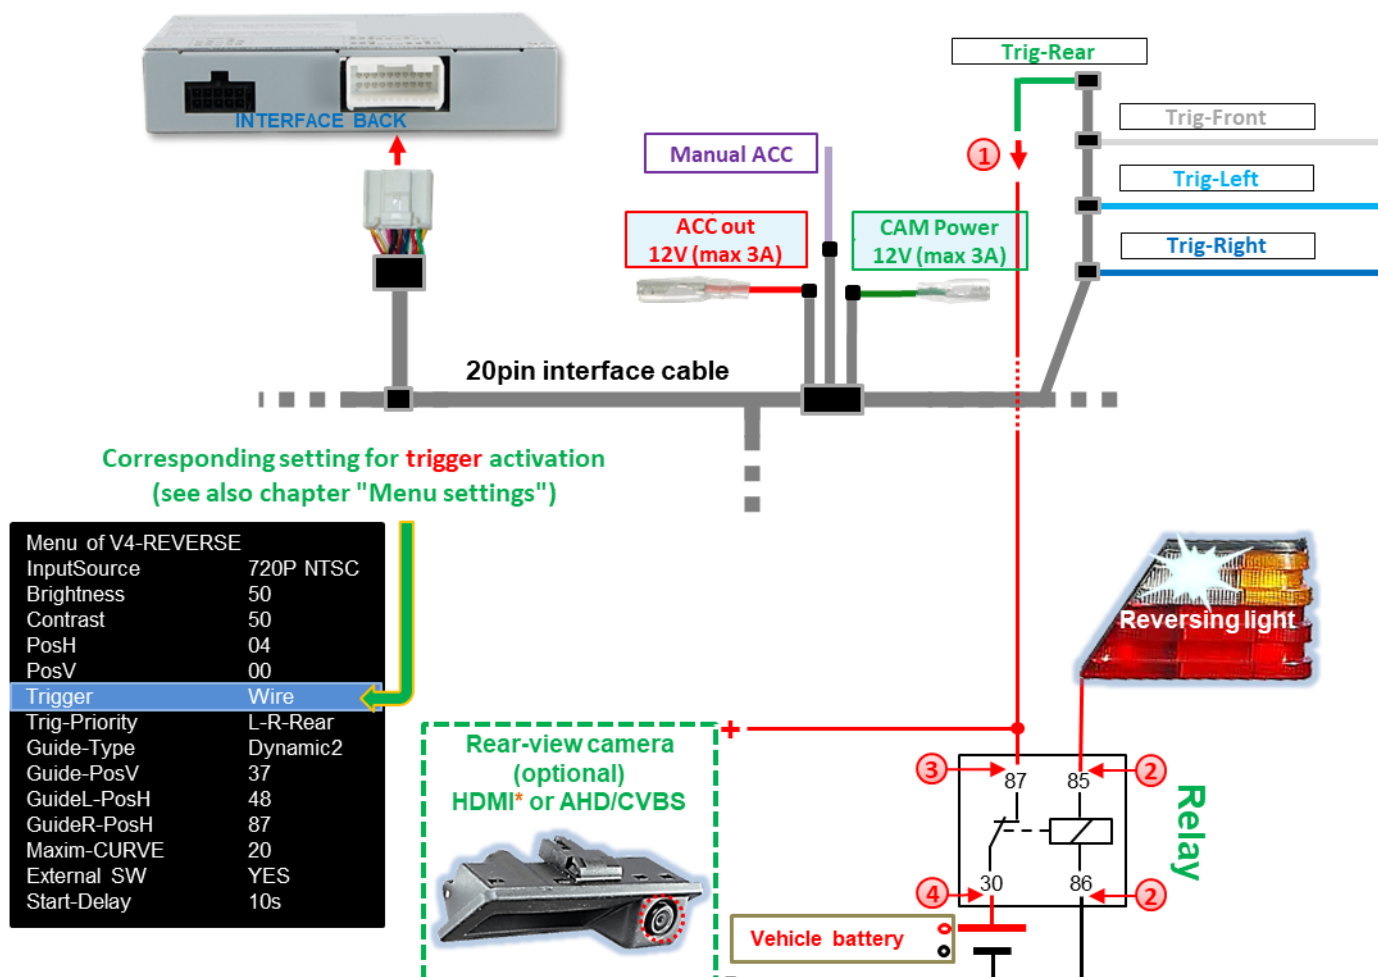 Trig-Rear
INTERFACE BACK
Trig-Front
Manual ACC
1
Trig-Left
ACC out
12V (max 3A)
CAM Power
12V (max 3A)
Trig-Right
20pin interface cable
Corresponding setting for trigger activation
(see also chapter "Menu settings")
Menu of V4-REVERSE
InputSource 720P NTSC
Brightness 50
Contrast 50
PosH 04
PosV 00
Trigger Wire
Trig-Priority L-R-Rear
Guide-Type Dynamic2
Guide-PosV 37
GuideL-PosH 48
GuideR-PosH 87
Maxim-CURVE 20
External SW YES
Start-Delay 10s
Reversing light
Rear-view camera
(optional)
HDMI* or AHD/CVBS
+
3
87
85
2
Relay
4
30
86
2
Vehicle battery